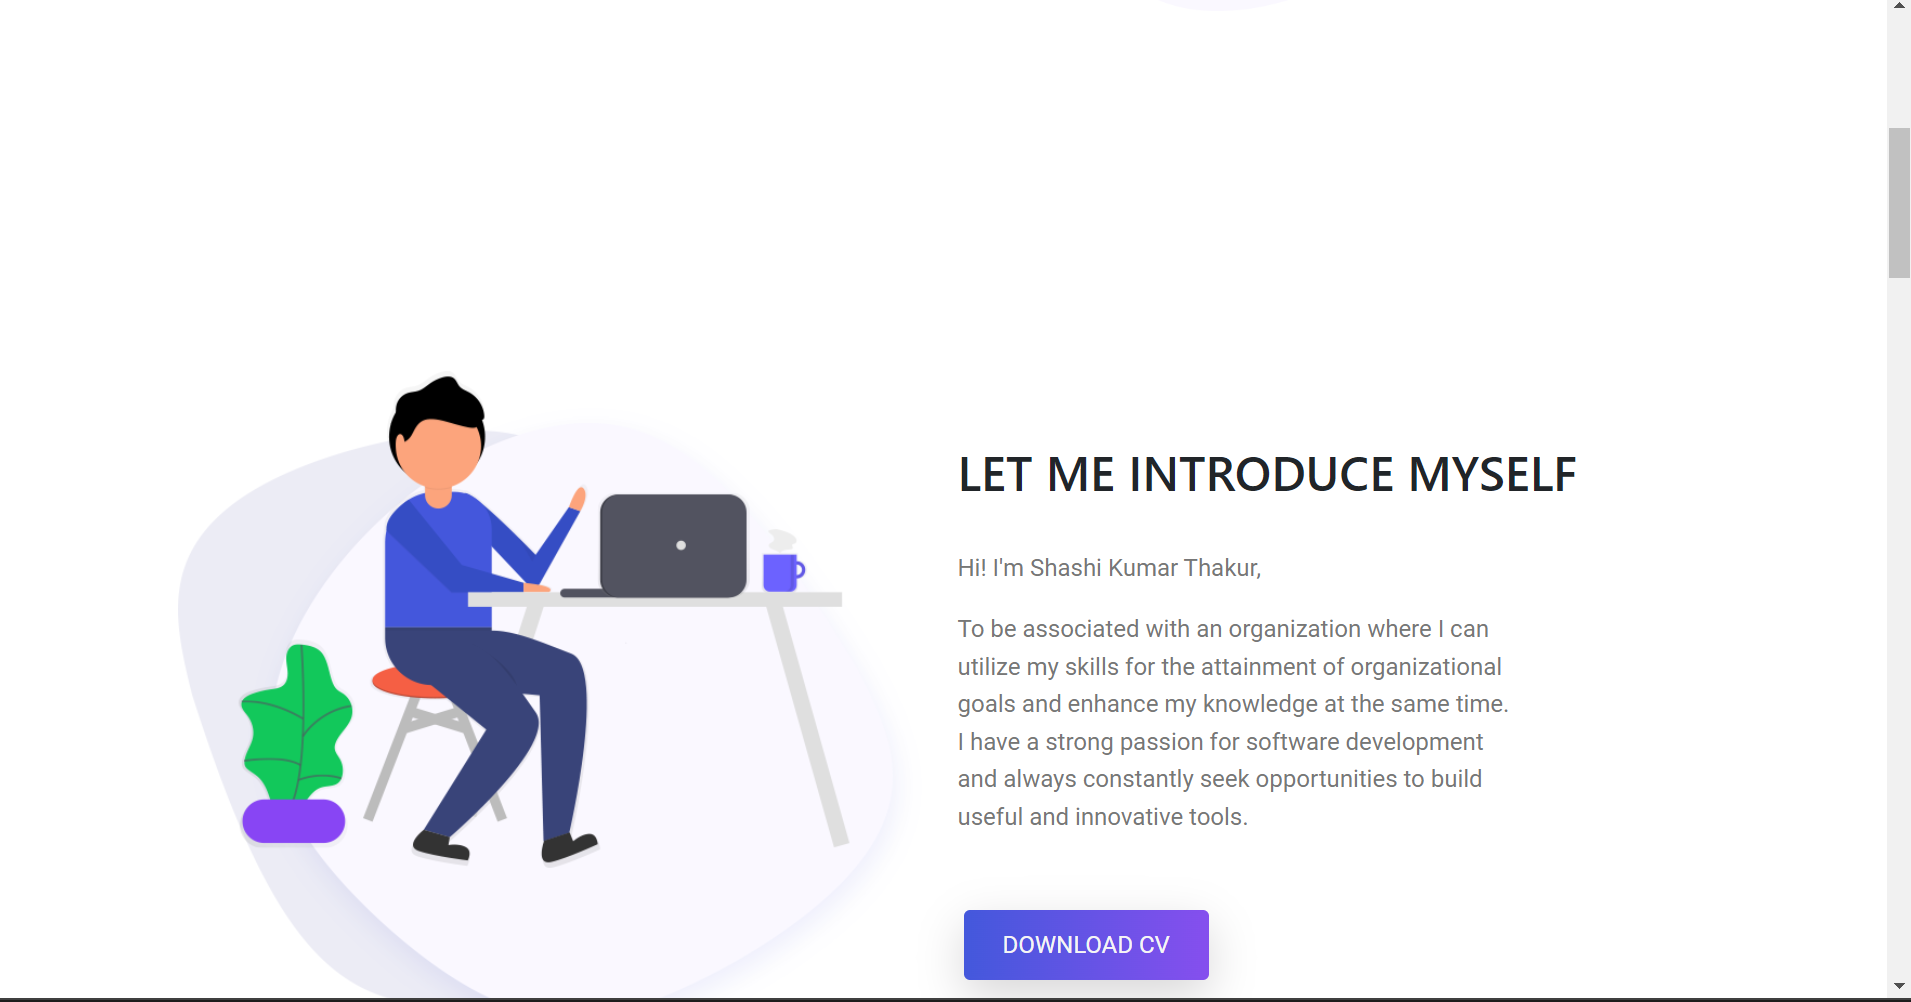 LET ME INTRODUCE MYSELF
Hi! I'm Shashi Kumar Thakur,
To be associated with an organization where I can
utilize my skills for the attainment of organizational
goals and enhance my knowledge at the same time.
I have a strong passion for software development
and always constantly seek opportunities to build
useful and innovative tools.
DOWNLOAD CV